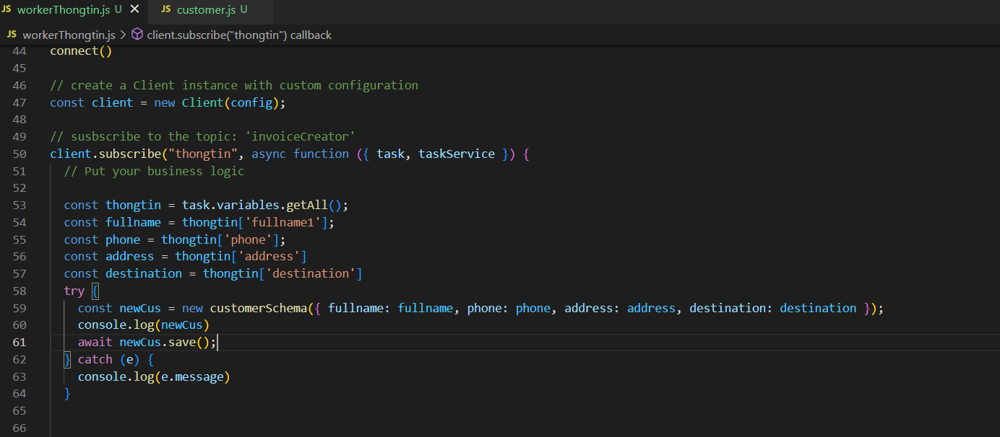 JS workerThongtin.js U × JS customer.js U
JS workerThongtin.js > client.subscribe("thongtin") callback
44 connect()
45
46 // create a Client instance with custom configuration
47 const client = new Client(config);
48
49 // susbscribe to the topic: 'invoiceCreator'
50 client.subscribe("thongtin", async function ({ task, taskService }) {
51 // Put your business logic
52
53 const thongtin = task.variables.getAll();
54 const fullname = thongtin['fullname1'];
55 const phone = thongtin['phone'];
56 const address = thongtin['address']
57 const destination = thongtin['destination']
58 try {
59 const newCus = new customerSchema({ fullname: fullname, phone: phone, address: address, destination: destination });
60 console.log(newCus)
61 await newCus.save();
62 } catch (e) {
63 console.log(e.message)
64 }
65
66